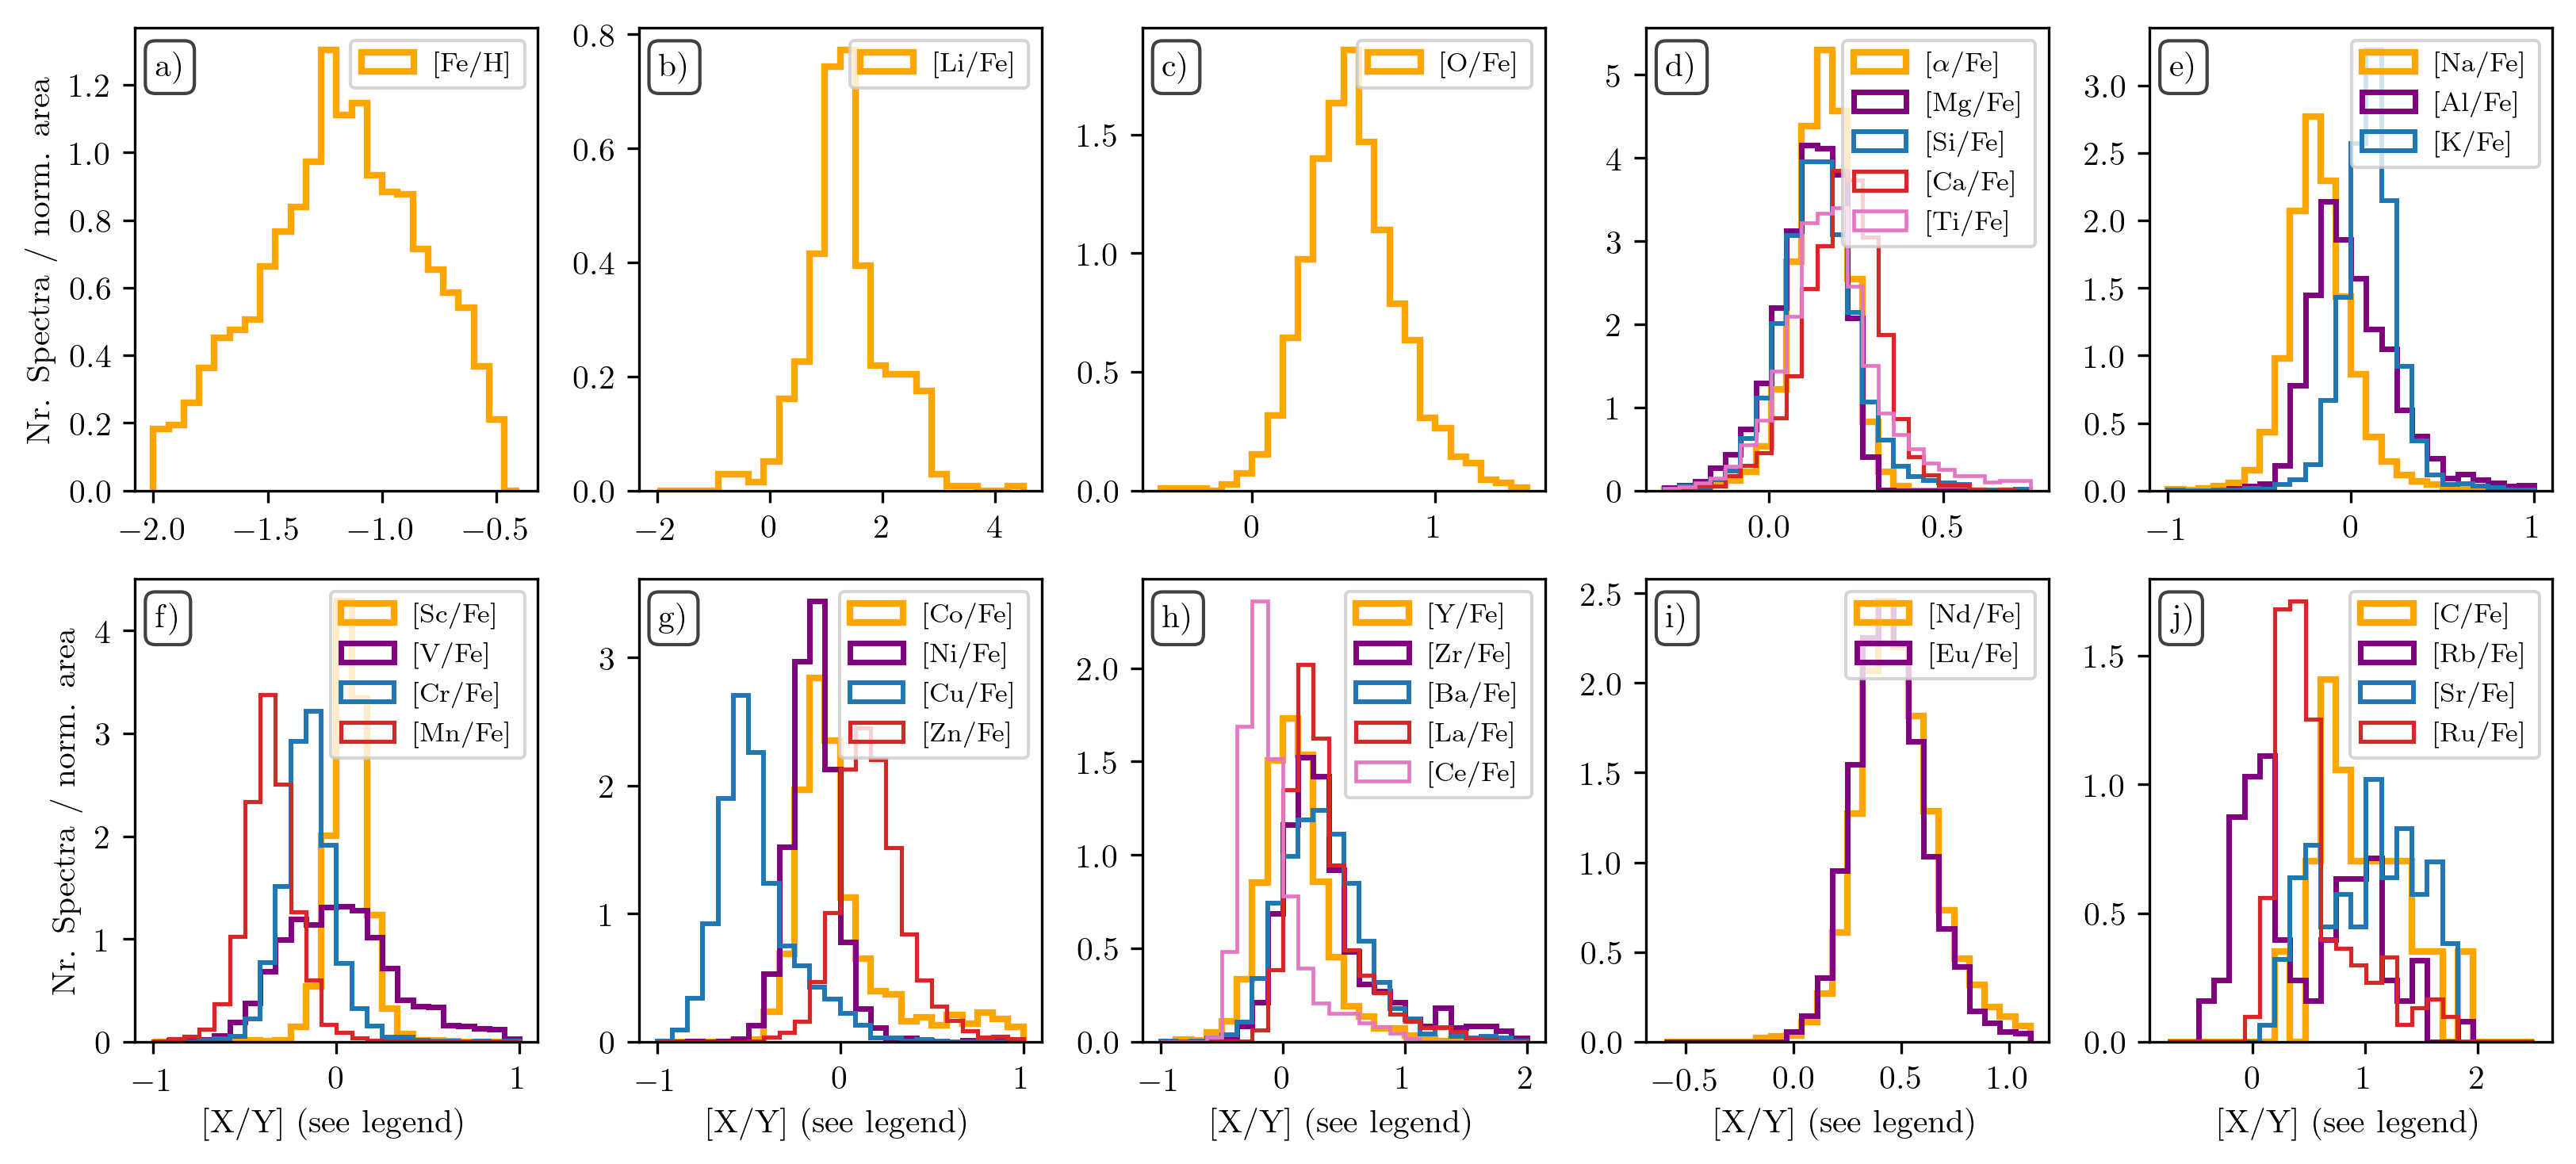 Nr. Spectra / norm. area
a)
[Fe/H]
0.0
0.2
0.4
0.6
0.8
1.0
1.2
−2.0 −1.5 −1.0 −0.5
b)
[Li/Fe]
0.0
0.2
0.4
0.6
0.8
−2 0 2 4
c)
[O/Fe]
0.0
0.5
1.0
1.5
0 1
d)
[α/Fe]
[Mg/Fe]
[Si/Fe]
[Ca/Fe]
[Ti/Fe]
0
1
2
3
4
5
0.0 0.5
e)
[Na/Fe]
[Al/Fe]
[K/Fe]
0.0
0.5
1.0
1.5
2.0
2.5
3.0
−1 0 1
Nr. Spectra / norm. area
f)
[Sc/Fe]
[V/Fe]
[Cr/Fe]
[Mn/Fe]
0
1
2
3
4
−1 0 1
[X/Y] (see legend)
g)
[Co/Fe]
[Ni/Fe]
[Cu/Fe]
[Zn/Fe]
0
1
2
3
−1 0 1
[X/Y] (see legend)
h)
[Y/Fe]
[Zr/Fe]
[Ba/Fe]
[La/Fe]
[Ce/Fe]
0.0
0.5
1.0
1.5
2.0
−1 0 1 2
[X/Y] (see legend)
i)
[Nd/Fe]
[Eu/Fe]
0.0
0.5
1.0
1.5
2.0
2.5
−0.5 0.0 0.5 1.0
[X/Y] (see legend)
j)
[C/Fe]
[Rb/Fe]
[Sr/Fe]
[Ru/Fe]
0.0
0.5
1.0
1.5
0 1 2
[X/Y] (see legend)